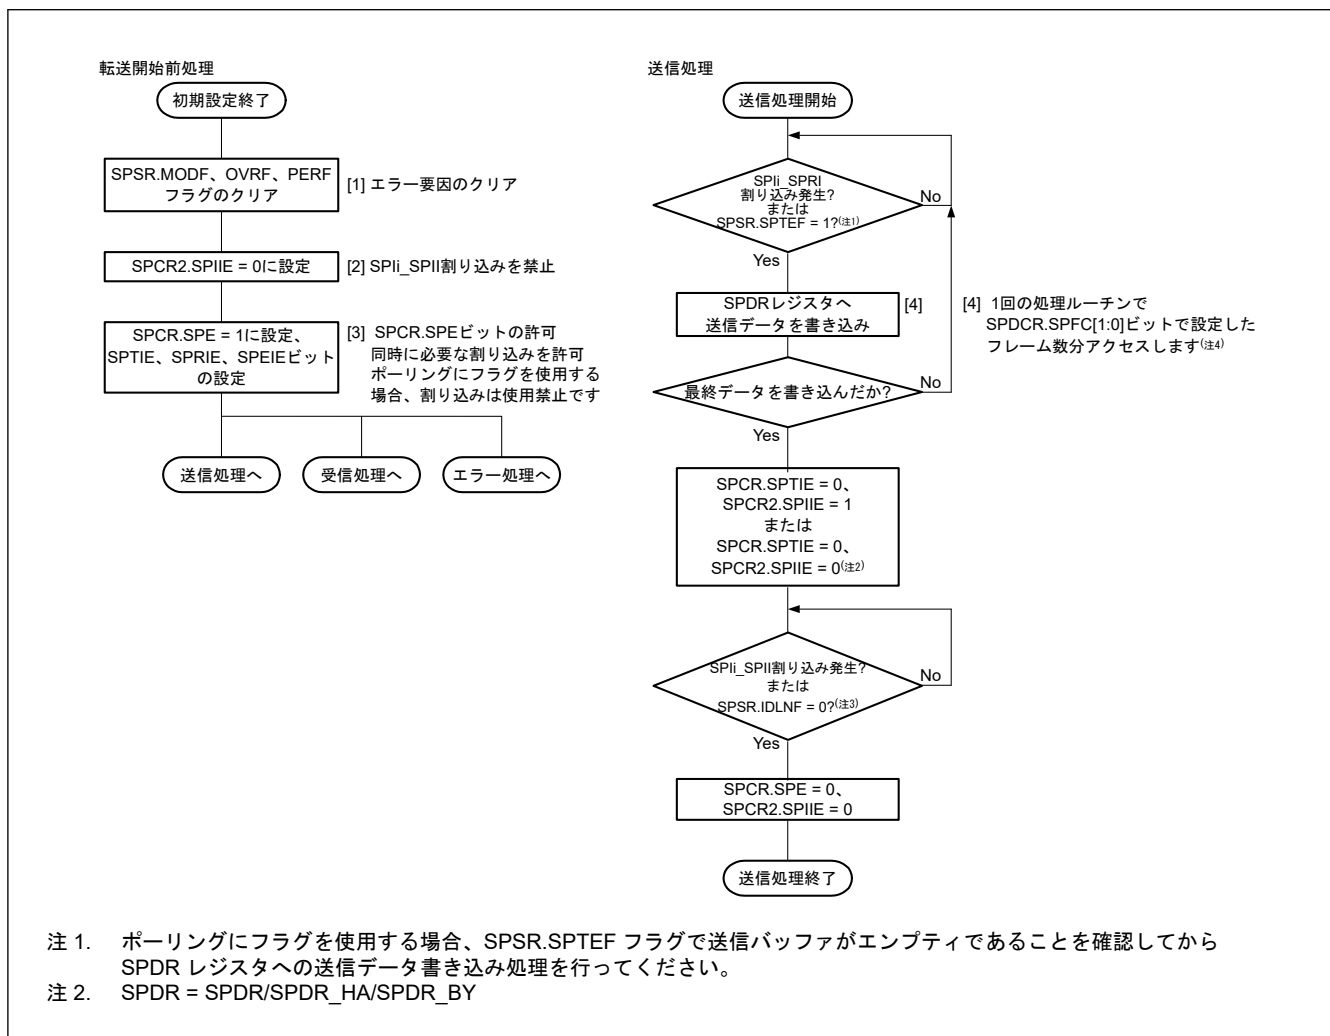 転送開始前処理
初期設定終了
SPSR.MODF、OVRF、PERF
フラグのクリア
[1] エラー要因のクリア
SPCR2.SPIIE = 0に設定
[2] SPIi_SPII割り込みを禁止
SPCR.SPE = 1に設定、
SPTIE、SPRIE、SPEIEビット
の設定
[3] SPCR.SPEビットの許可
同時に必要な割り込みを許可
ポーリングにフラグを使用する
場合、割り込みは使用禁止です
送信処理へ
受信処理へ
エラー処理へ
送信処理
送信処理開始
SPIi_SPRI
割り込み発生?
または
SPSR.SPTEF = 1?(注1)
No
Yes
SPDRレジスタへ
送信データを書き込み
[4]
[4] 1回の処理ルーチンで
SPDCR.SPFC[1:0]ビットで設定した
フレーム数分アクセスします(注4)
最終データを書き込んだか?
No
Yes
SPCR.SPTIE = 0、
SPCR2.SPIIE = 1
または
SPCR.SPTIE = 0、
SPCR2.SPIIE = 0(注2)
SPIi_SPII割り込み発生?
または
SPSR.IDLNF = 0?(注3)
No
Yes
SPCR.SPE = 0、
SPCR2.SPIIE = 0
送信処理終了
注 1. ポーリングにフラグを使用する場合、SPSR.SPTEF フラグで送信バッファがエンプティであることを確認してから
SPDR レジスタへの送信データ書き込み処理を行ってください。
注 2. SPDR = SPDR/SPDR_HA/SPDR_BY